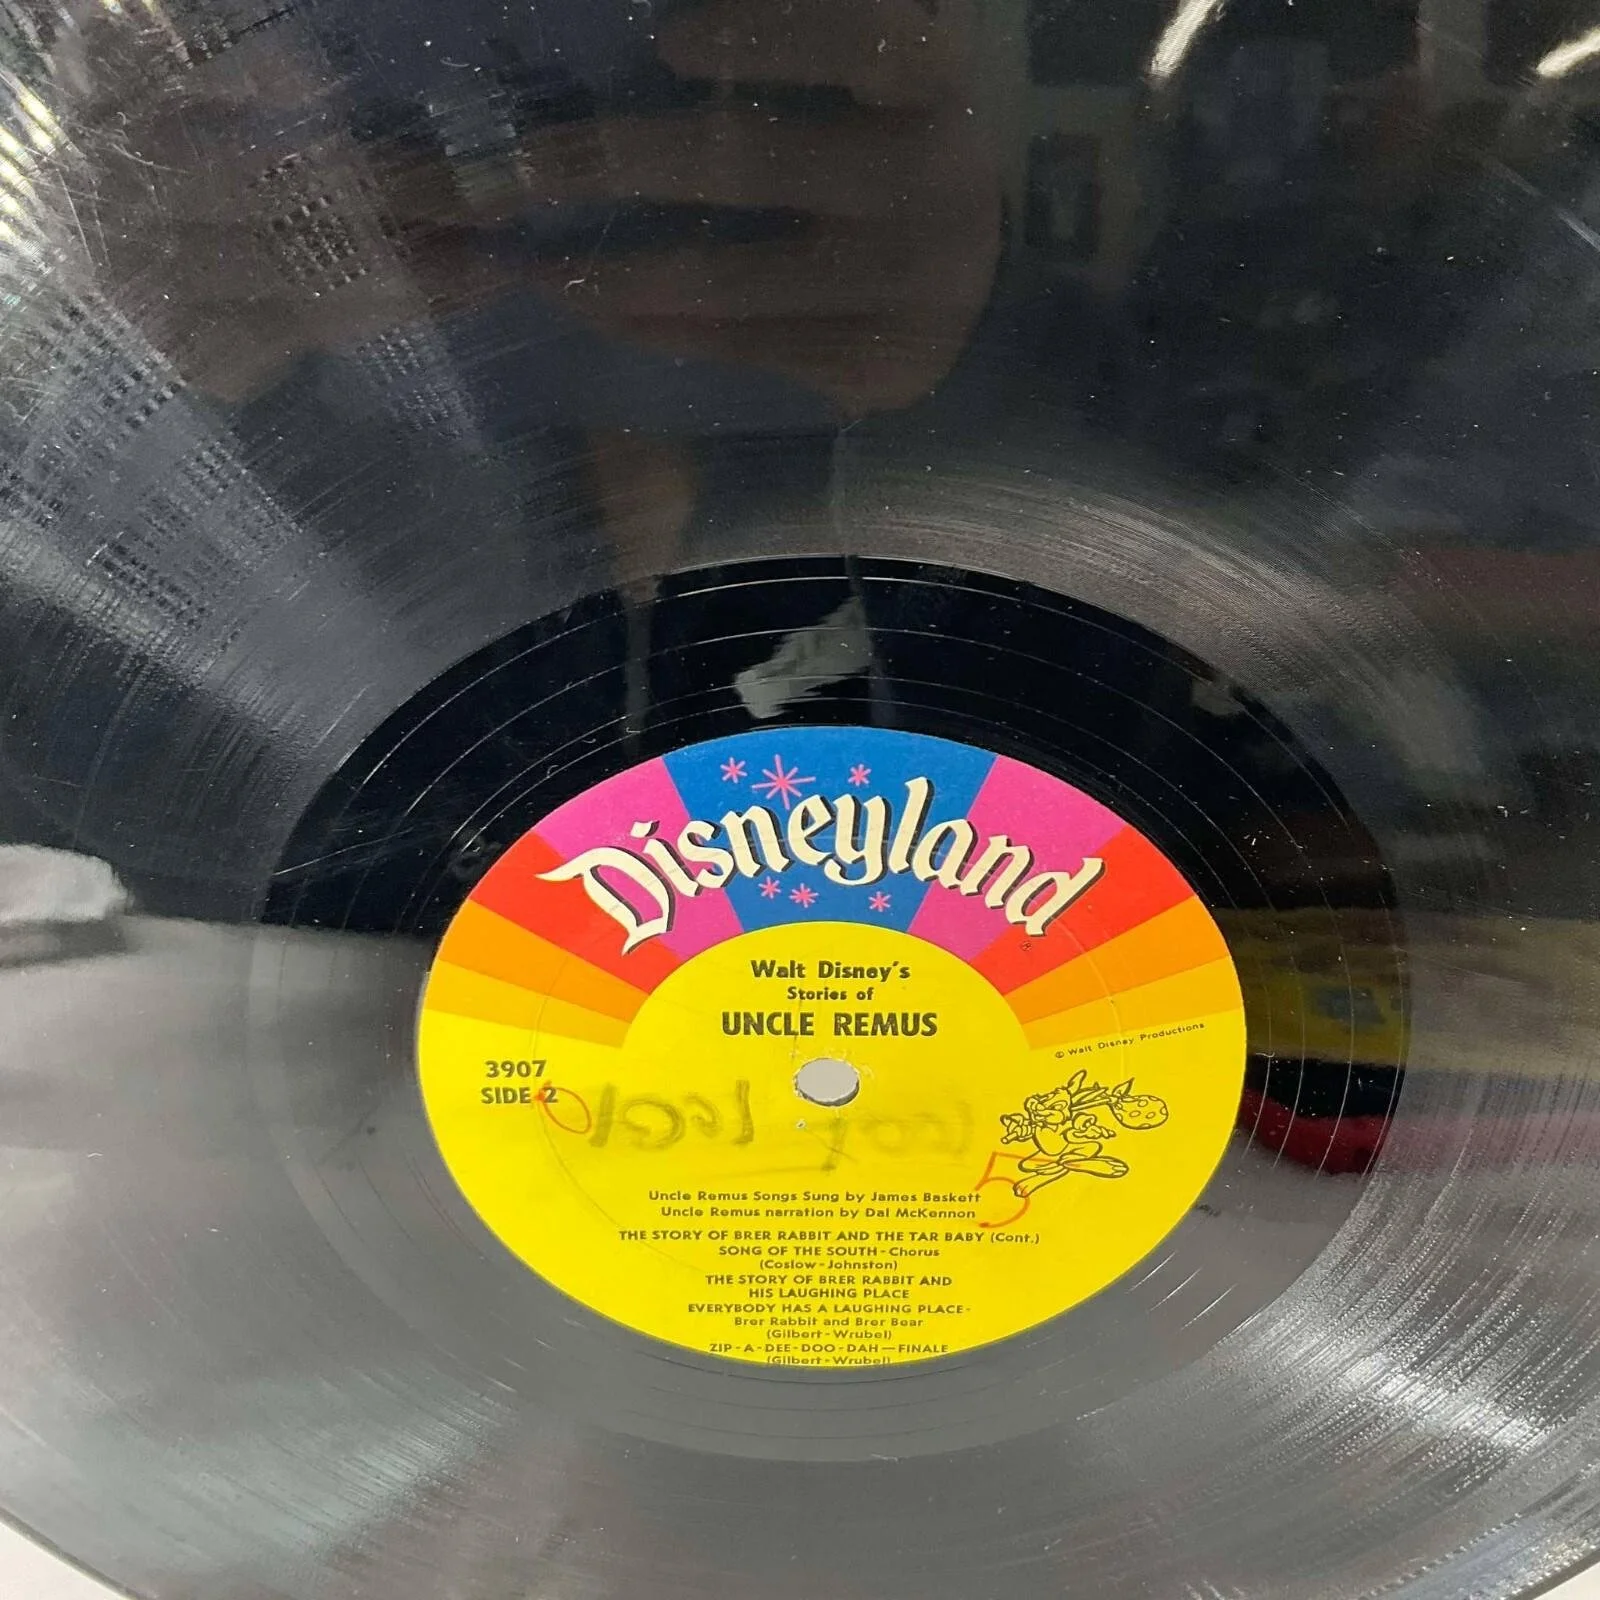 Disneyland
®
Walt Disney's
Stories of
UNCLE REMUS
© Walt Disney Productions
3907
SIDE 2
5
Uncle Remus Songs Sung by James Baskett
Uncle Remus narration by Dal McKennon
THE STORY OF BRER RABBIT AND THE TAR BABY (Cont.)
SONG OF THE SOUTH - Chorus
(Coslow - Johnston)
THE STORY OF BRER RABBIT AND
HIS LAUGHING PLACE
EVERYBODY HAS A LAUGHING PLACE -
Brer Rabbit and Brer Bear
(Gilbert - Wrubel)
ZIP - A - DEE - DOO - DAH — FINALE
(Gilbert - Wrubel)